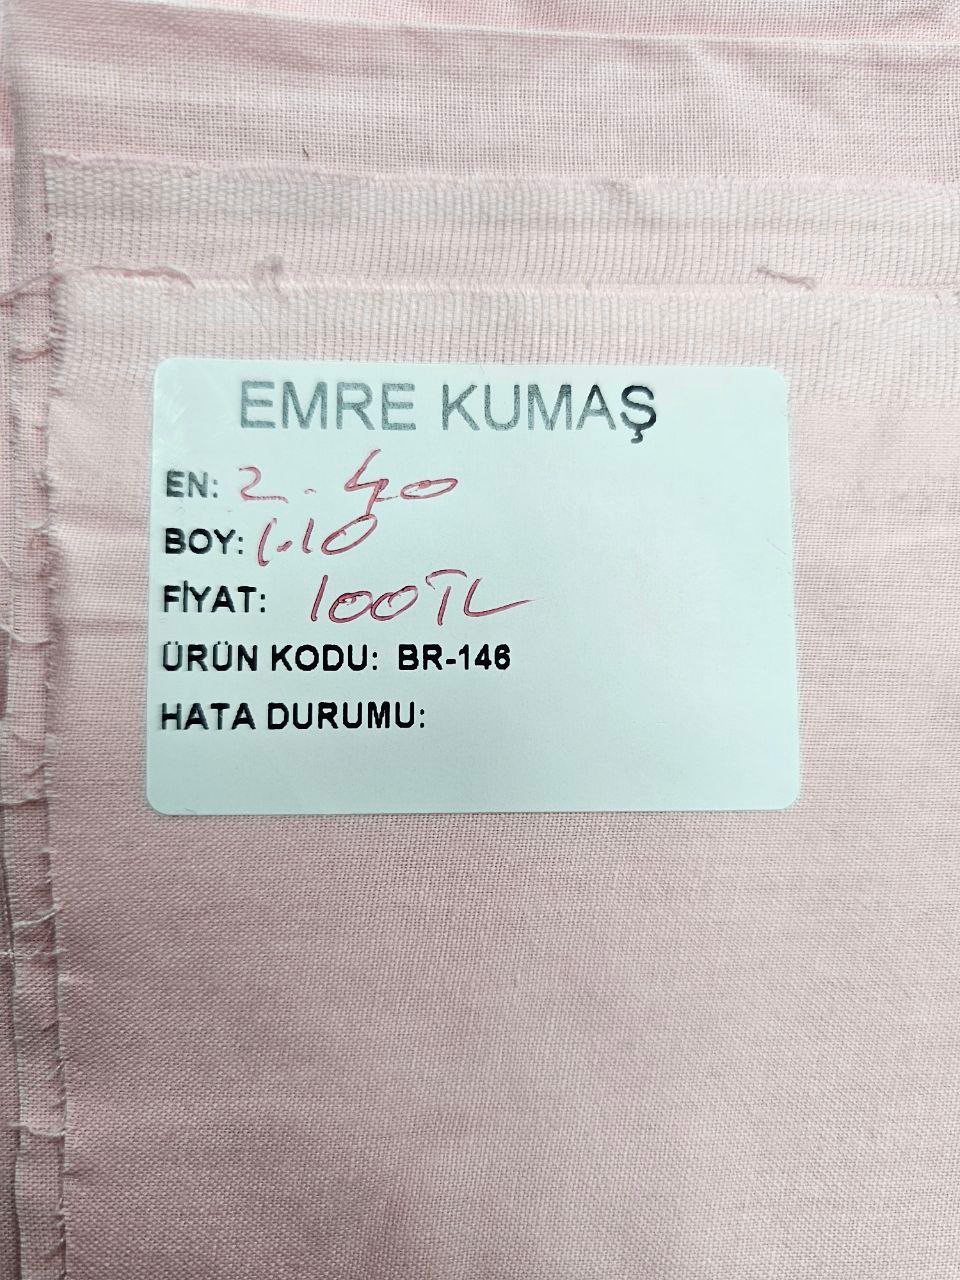 EMRE KUMAŞ
EN: 2.40
BOY: 1.10
FİYAT: 100TL
ÜRÜN KODU: BR-146
HATA DURUMU: